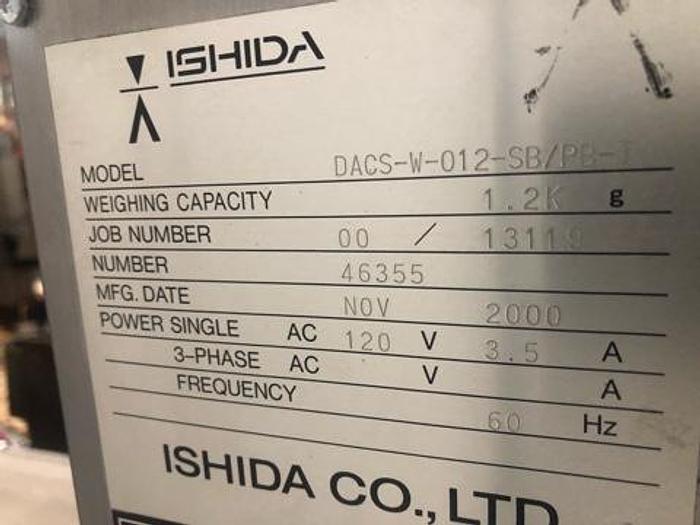 ISHIDA
MODEL DACS-W-012-SB/PB-I
WEIGHING CAPACITY 1.2K g
JOB NUMBER 00 / 13119
NUMBER 46355
MFG. DATE NOV 2000
POWER SINGLE AC 120 V 3.5 A
3-PHASE AC V A
FREQUENCY 60 Hz
ISHIDA CO., LTD.